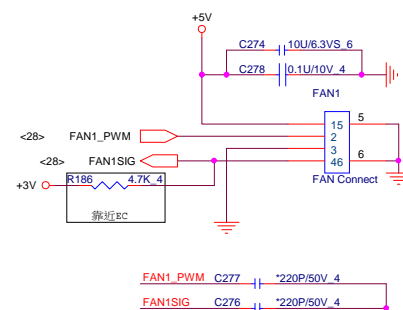 +5V
C274 10U/6.3VS_6
C278 0.1U/10V_4
FAN1
15 5
<28> FAN1_PWM 2
3
<28> FAN1SIG 46 6
+3V R186 4.7K_4 FAN Connect
靠近EC
FAN1_PWM C277 *220P/50V_4
FAN1SIG C276 *220P/50V_4